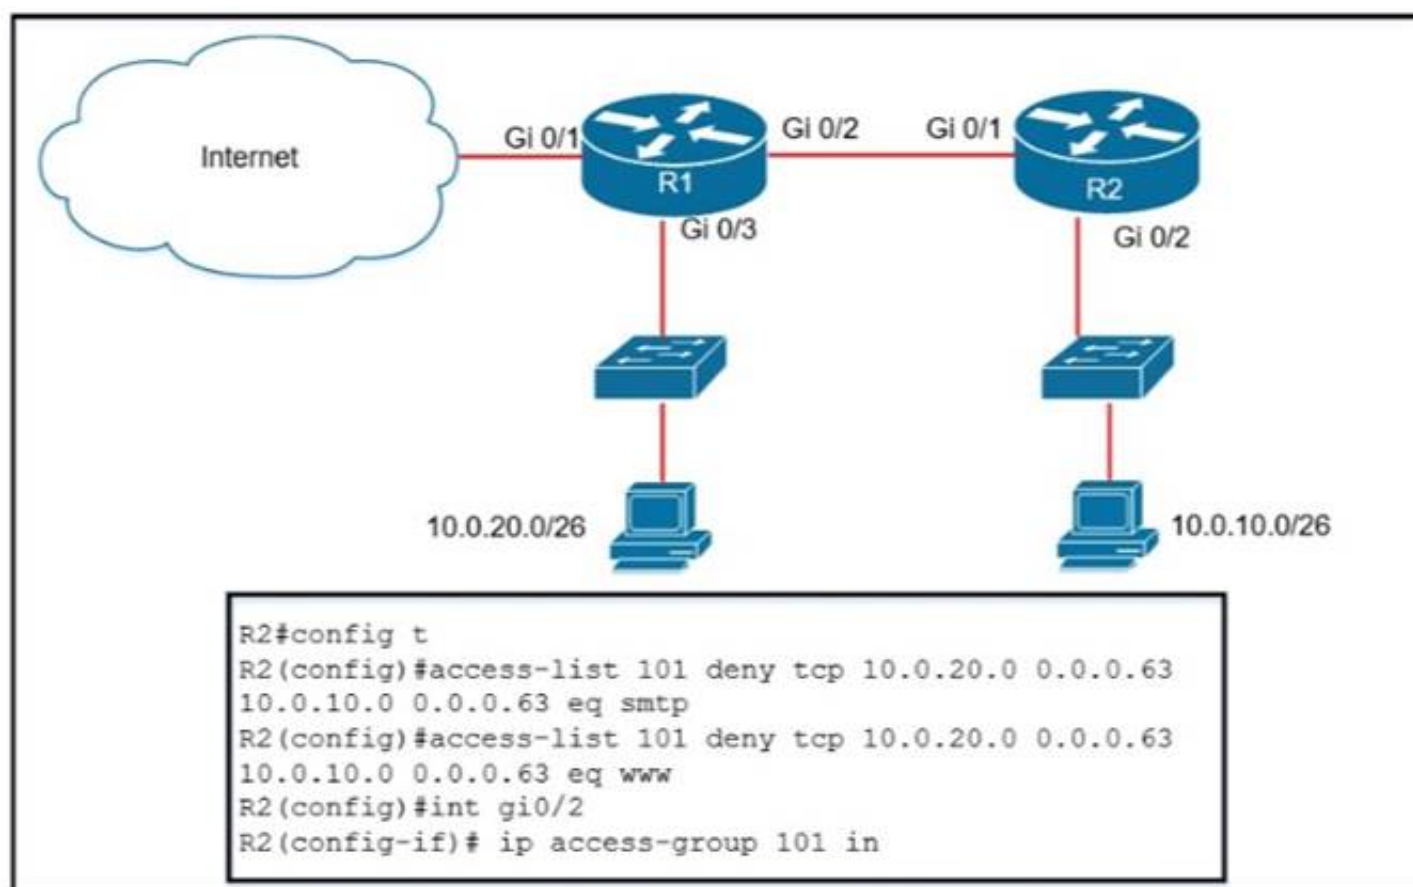 Internet
Gi 0/1
R1
Gi 0/2
Gi 0/1
R2
Gi 0/3
Gi 0/2
10.0.20.0/26
10.0.10.0/26
R2#config t
R2(config)#access-list 101 deny tcp 10.0.20.0 0.0.0.63
10.0.10.0 0.0.0.63 eq smtp
R2(config)#access-list 101 deny tcp 10.0.20.0 0.0.0.63
10.0.10.0 0.0.0.63 eq www
R2(config)#int gi0/2
R2(config-if)# ip access-group 101 in